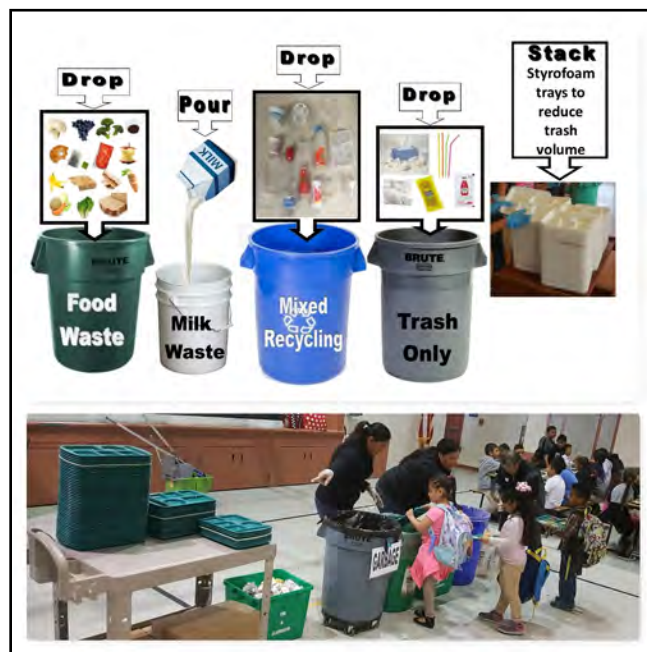 Drop
Pour
Drop
Drop
Stack
Styrofoam
trays to
reduce
trash
volume
MILK
BRUTE
Food
Waste
Milk
Waste
Mixed
Recycling
BRUTE
Trash
Only
BRUTE
GARBAGE